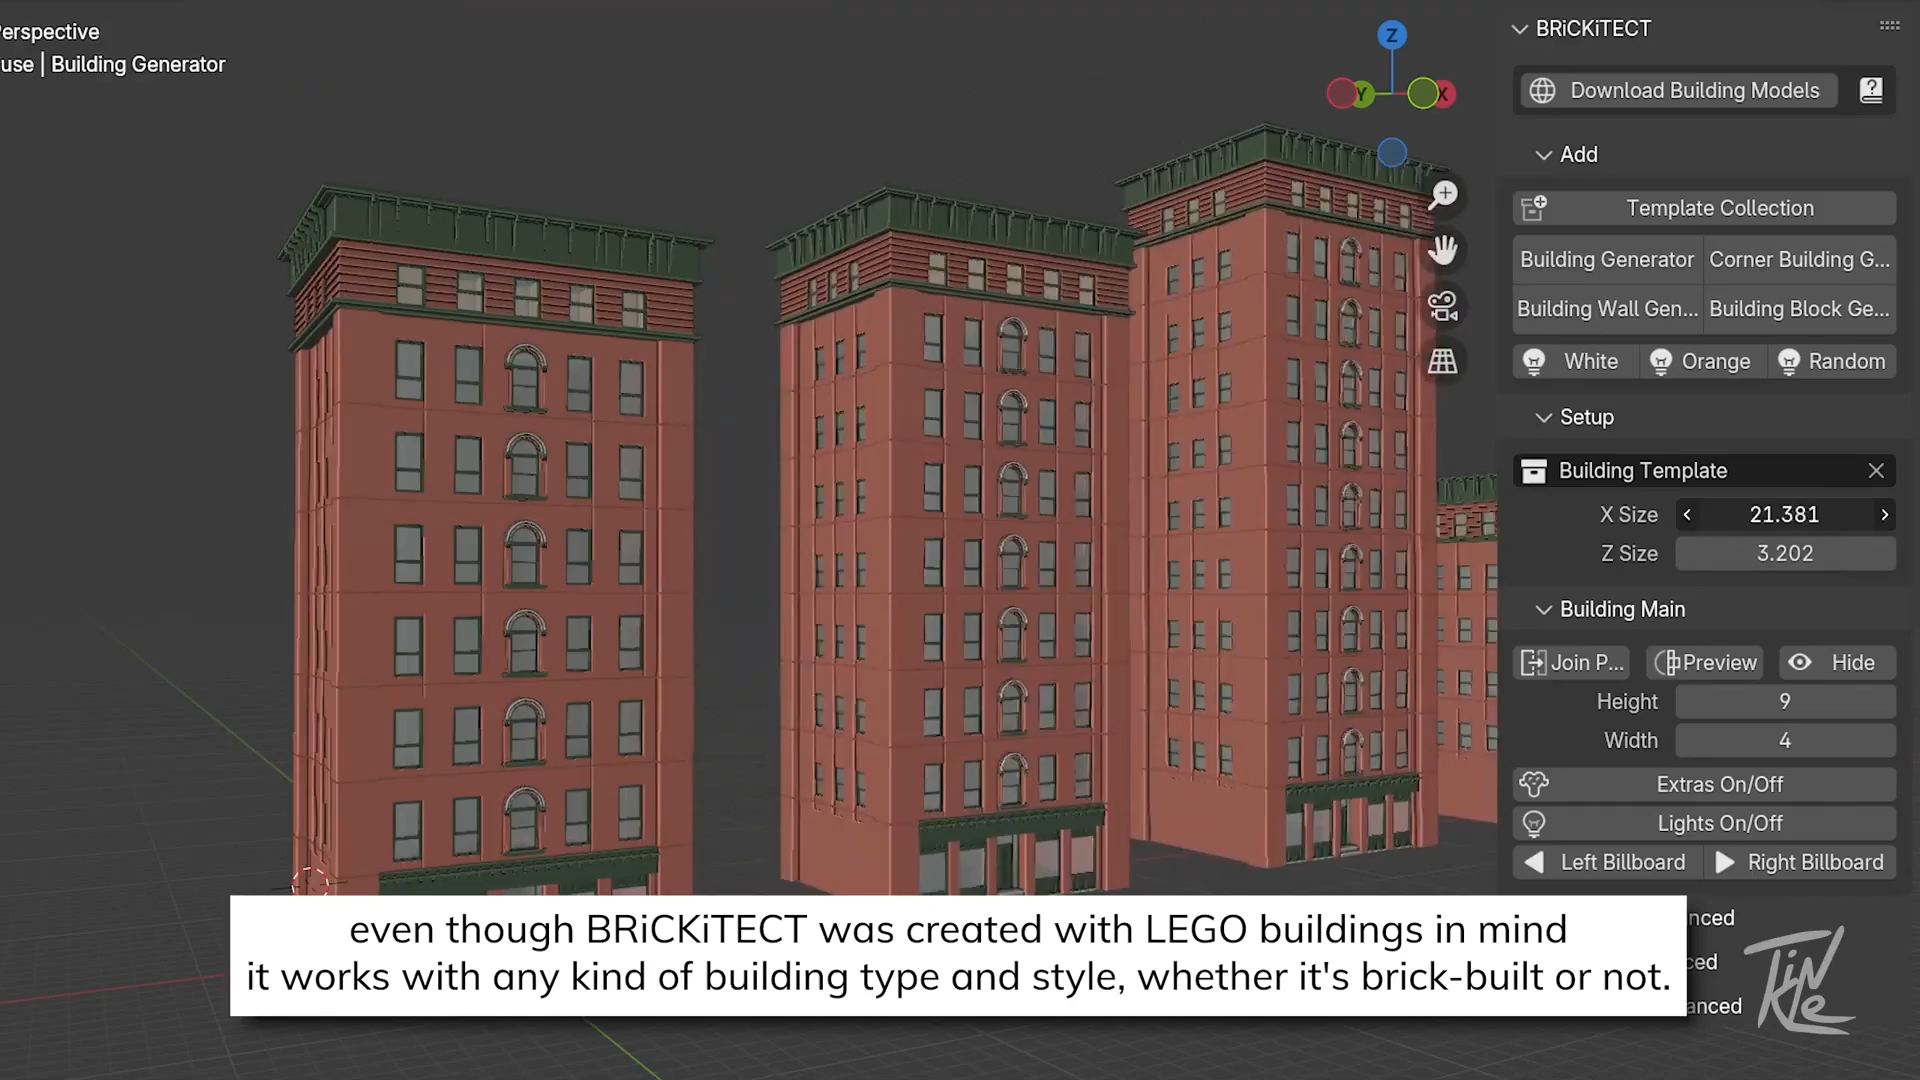 erspective
use | Building Generator
Z
Y
X
BRiCKiTECT
Download Building Models
Add
Template Collection
Building Generator
Corner Building G...
Building Wall Gen...
Building Block Ge...
White
Orange
Random
Setup
Building Template
X Size
21.381
Z Size
3.202
Building Main
Join P...
Preview
Hide
Height
9
Width
4
Extras On/Off
Lights On/Off
Left Billboard
Right Billboard
nced
ced
anced
even though BRiCKiTECT was created with LEGO buildings in mind
it works with any kind of building type and style, whether it's brick-built or not.
TiNKle